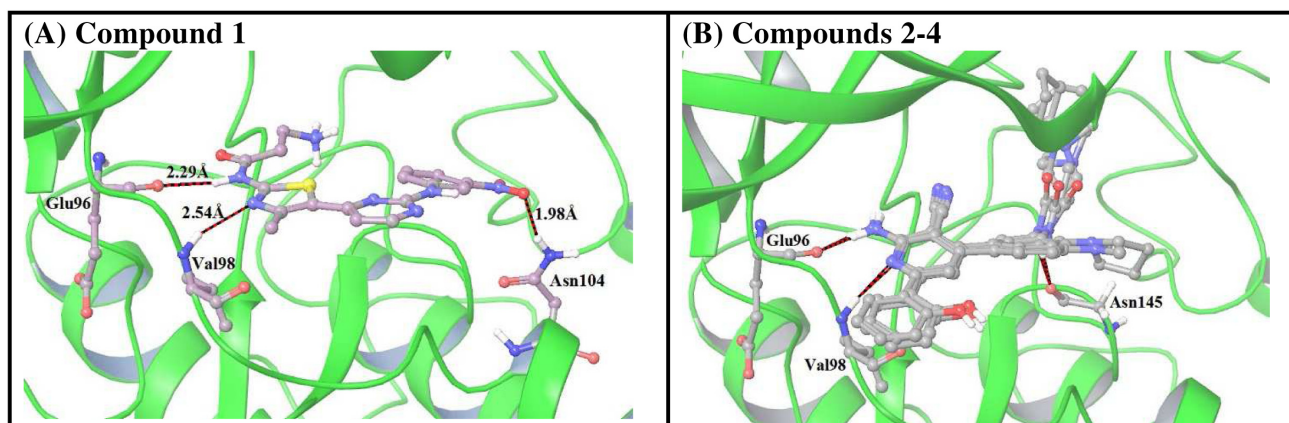 (A) Compound 1
2.29Å
Glu96
2.54Å
Val98
1.98Å
Asn104
(B) Compounds 2-4
Glu96
Val98
Asn145